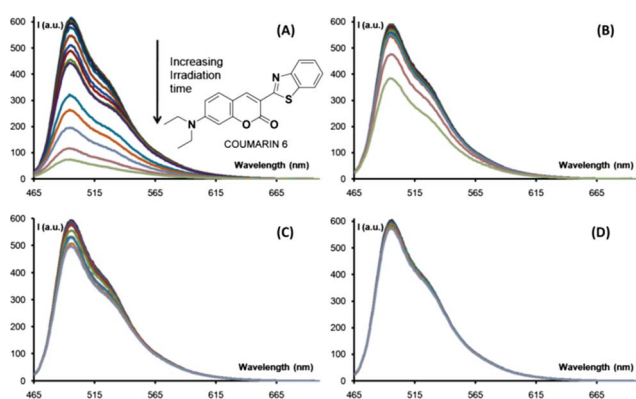 I (a.u.)
(A)
700
600
500
400
300
200
100
0
Increasing
Irradiation
time
N
S
N
O
O
COUMARIN 6
Wavelength (nm)
465 515 565 615 665
I (a.u.)
(B)
600
500
400
300
200
100
0
Wavelength (nm)
465 515 565 615 665
I (a.u.)
(C)
600
500
400
300
200
100
0
Wavelength (nm)
465 515 565 615 665
I (a.u.)
(D)
600
500
400
300
200
100
0
Wavelength (nm)
465 515 565 615 665